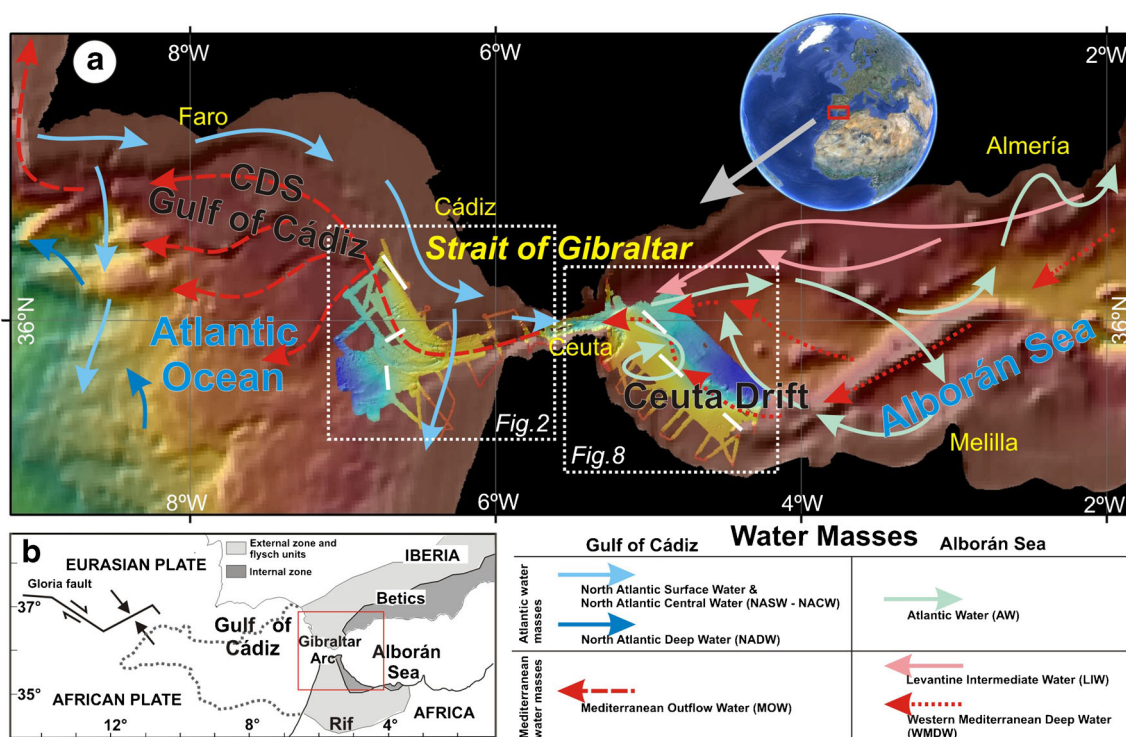 a
8ºW
6ºW
2ºW
Faro
Almería
CDS
Gulf of Cádiz
Cádiz
Strait of Gibraltar
36ºN
36ºN
Atlantic
Ocean
Ceuta
Ceuta Drift
Alborán Sea
Fig.2
Fig.8
Melilla
8ºW
6ºW
4ºW
2ºW
b
External zone and
flysch units
Internal zone
EURASIAN PLATE
Gloria fault
IBERIA
Betics
37°
Gulf of
Cádiz
Gibraltar
Arc
Alborán
Sea
35°
AFRICAN PLATE
Rif
AFRICA
12°
8°
4°
Water Masses
Gulf of Cádiz
Alborán Sea
Atlantic water
masses
North Atlantic Surface Water &
North Atlantic Central Water (NASW - NACW)
North Atlantic Deep Water (NADW)
Atlantic Water (AW)
Mediterranean
water masses
Mediterranean Outflow Water (MOW)
Levantine Intermediate Water (LIW)
Western Mediterranean Deep Water
(WMDW)